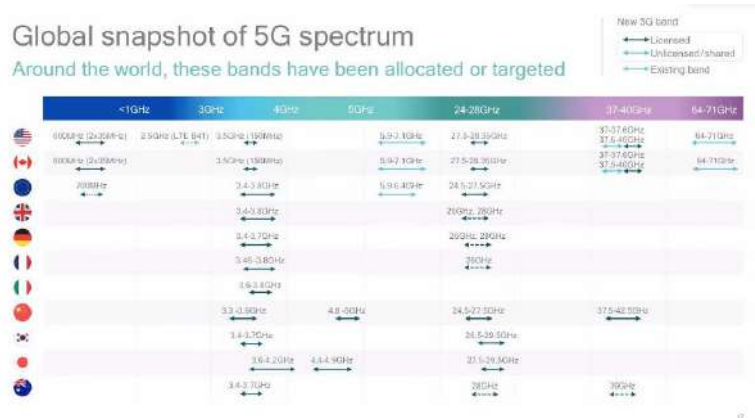 Global snapshot of 5G spectrum
Around the world, these bands have been allocated or targeted
New 5G band
Licensed
Unlicensed/shared
Existing band
<1GHz 3GHz 4GHz 5GHz 24-28GHz 37-40GHz 64-71GHz
600MHz (2x35MHz) 2.5GHz (LTE B41) 3.5GHz (150MHz) 5.9-7.1GHz 27.5-28.35GHz 37-37.6GHz 64-71GHz
37.6-40GHz
600MHz (2x35MHz) 3.5GHz (150MHz) 5.9-7.1GHz 27.5-28.35GHz 37-37.6GHz 64-71GHz
37.6-40GHz
700MHz 3.4-3.8GHz 5.9-6.4GHz 24.5-27.5GHz
3.4-3.8GHz 26GHz, 28GHz
3.4-3.7GHz 26GHz, 28GHz
3.46-3.8GHz 26GHz
3.6-3.8GHz
3.3-3.6GHz 4.8-5GHz 24.5-27.5GHz 37.5-42.5GHz
3.4-3.7GHz 26.5-29.5GHz
3.6-4.2GHz 4.4-4.9GHz 27.5-29.5GHz
3.4-3.7GHz 28GHz 39GHz